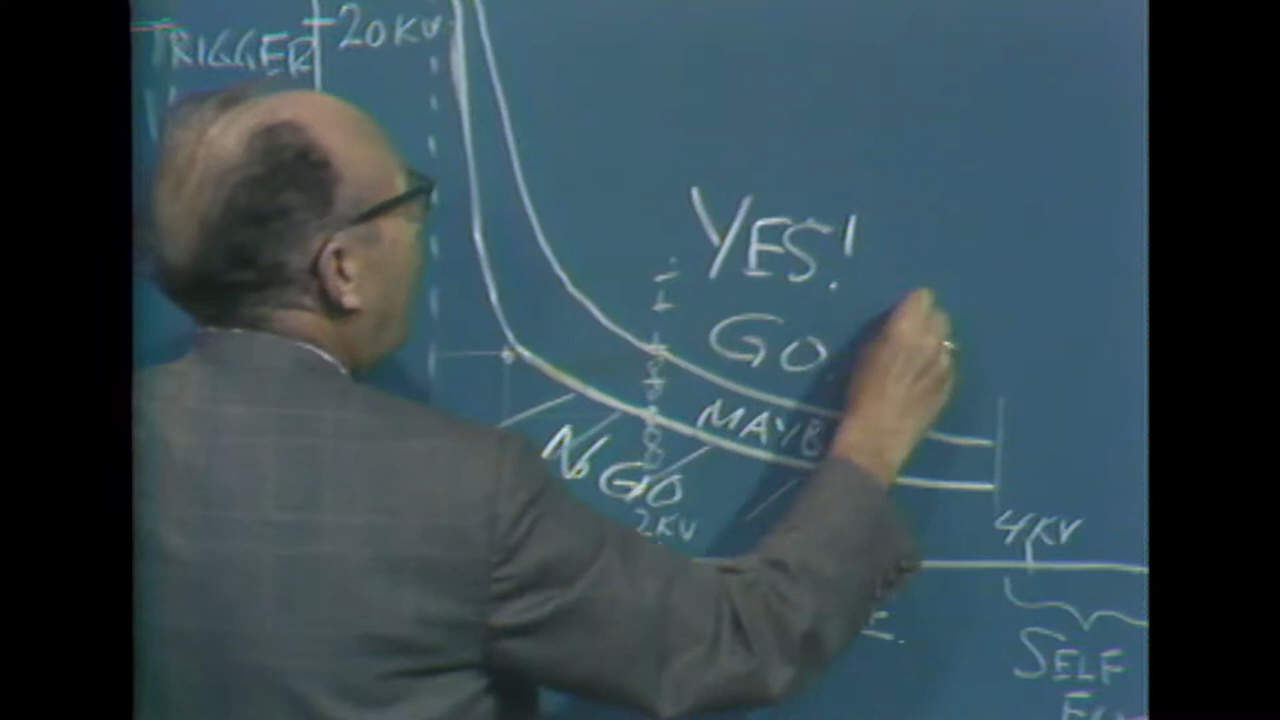 TRIGGER
20KV
YES!
GO
MAYB
NO GO
2KV
4KV
E.
SELF